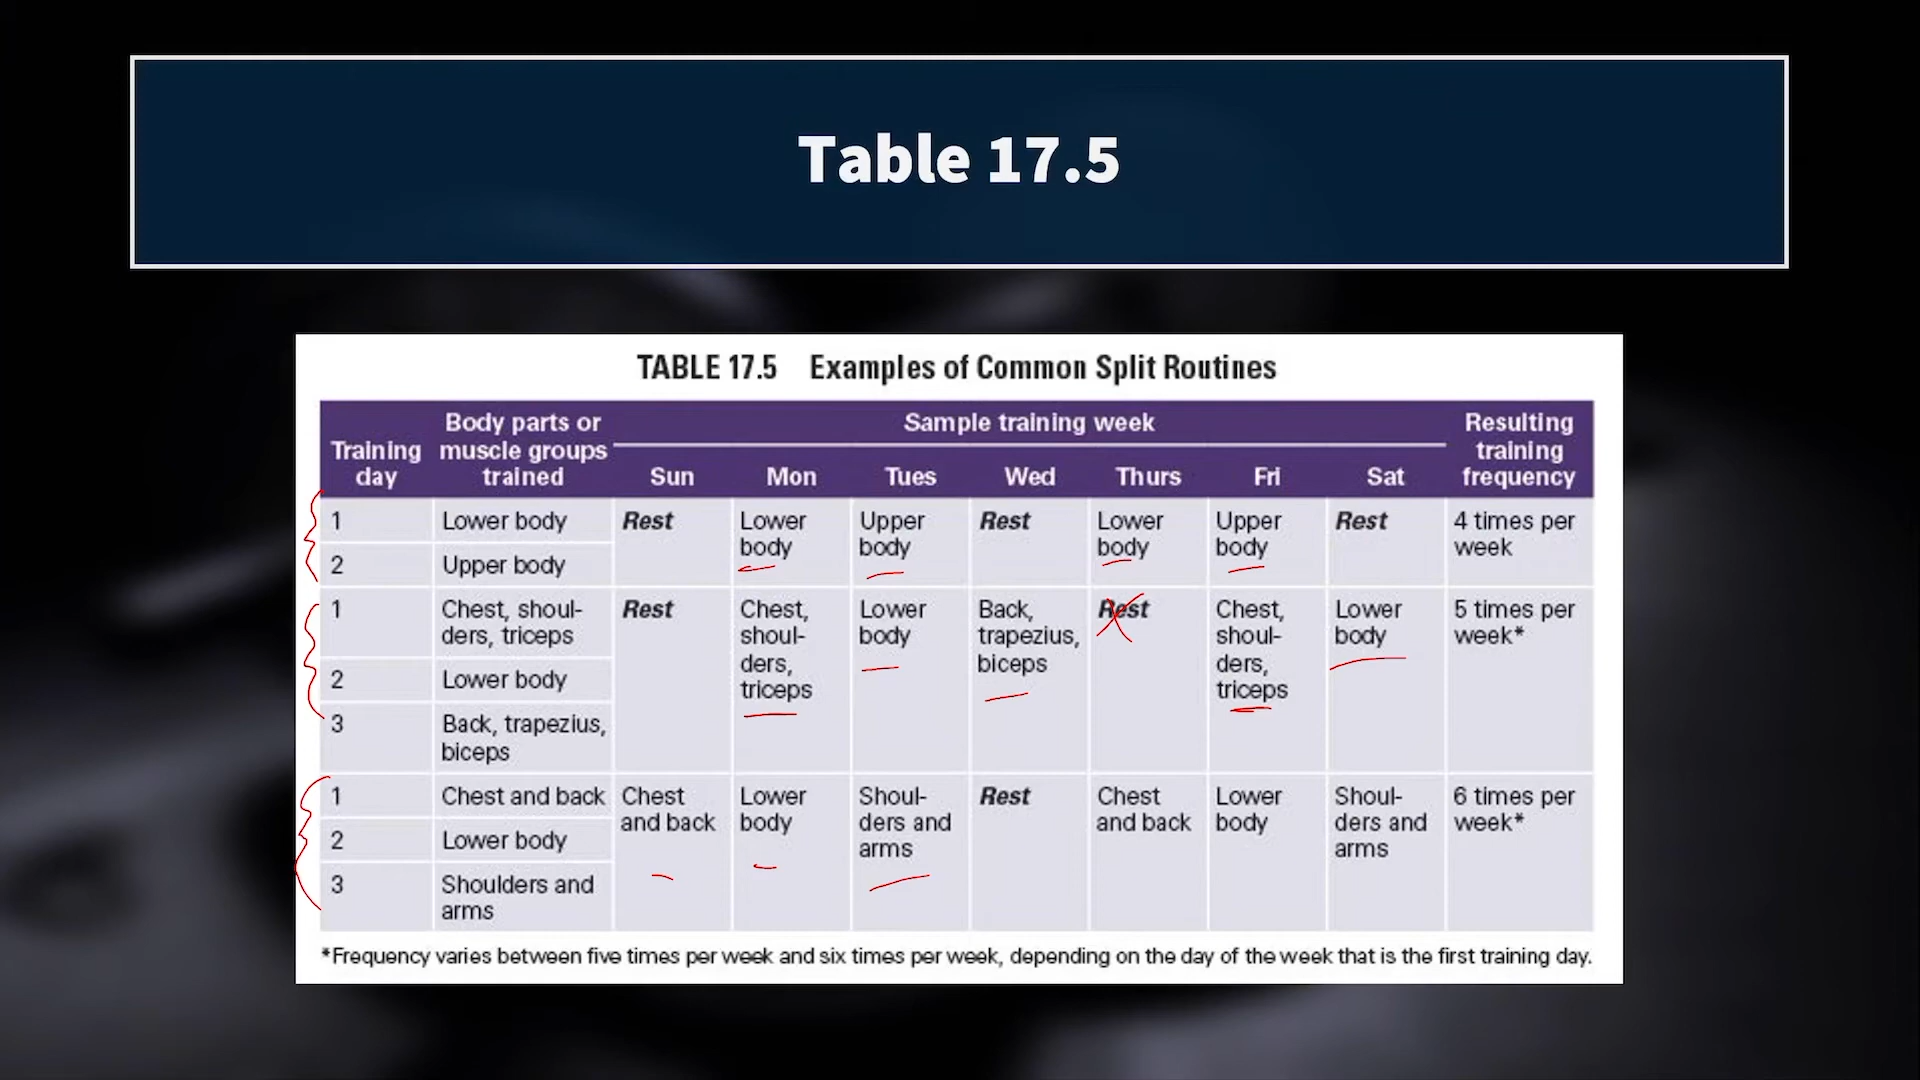 Table 17.5
TABLE 17.5 Examples of Common Split Routines
Training
day
Body parts or
muscle groups
trained
Sample training week
Sun Mon Tues Wed Thurs Fri Sat
Resulting
training
frequency
1
Lower body
2
Upper body
Rest
Lower
body
Upper
body
Rest
Lower
body
Upper
body
Rest
4 times per
week
1
Chest, shoul-
ders, triceps
2
Lower body
3
Back, trapezius,
biceps
Rest
Chest,
shoul-
ders,
triceps
Lower
body
Back,
trapezius,
biceps
Rest
Chest,
shoul-
ders,
triceps
Lower
body
5 times per
week*
1
Chest and back
2
Lower body
3
Shoulders and
arms
Chest
and back
Lower
body
Shoul-
ders and
arms
Rest
Chest
and back
Lower
body
Shoul-
ders and
arms
6 times per
week*
*Frequency varies between five times per week and six times per week, depending on the day of the week that is the first training day.